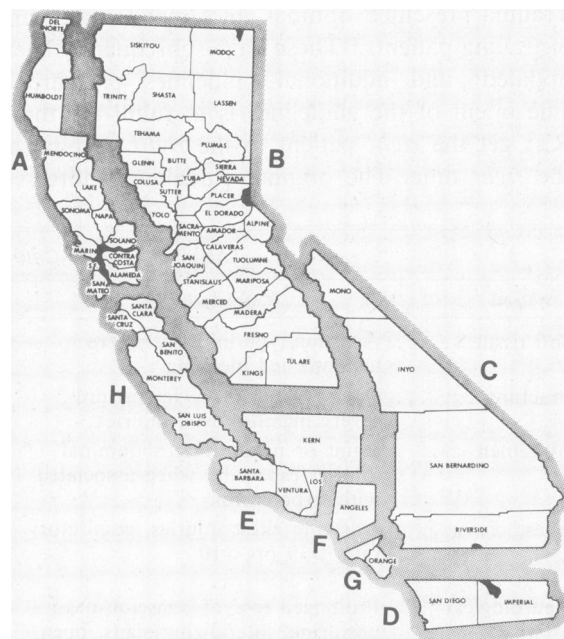 DEL
NORTE
SISKIYOU
MODOC
HUMBOLDT
TRINITY
SHASTA
LASSEN
TEHAMA
PLUMAS
A
MENDOCINO
GLENN
BUTTE
SIERRA
B
LAKE
COLUSA
YUBA
NEVADA
SUTTER
PLACER
SONOMA
NAPA
YOLO
EL DORADO
SACRA-
MENTO
AMADOR
ALPINE
SOLANO
MARIN
CONTRA
COSTA
CALAVERAS
SAN
JOAQUIN
TUOLUMNE
ALAMEDA
SAN
MATEO
STANISLAUS
MARIPOSA
MONO
MERCED
MADERA
SANTA
CLARA
SANTA
CRUZ
FRESNO
SAN
BENITO
KINGS
TULARE
INYO
C
H
MONTEREY
SAN LUIS
OBISPO
KERN
SAN BERNARDINO
SANTA
BARBARA
VENTURA
LOS
ANGELES
E
RIVERSIDE
F
ORANGE
G
SAN DIEGO
IMPERIAL
D